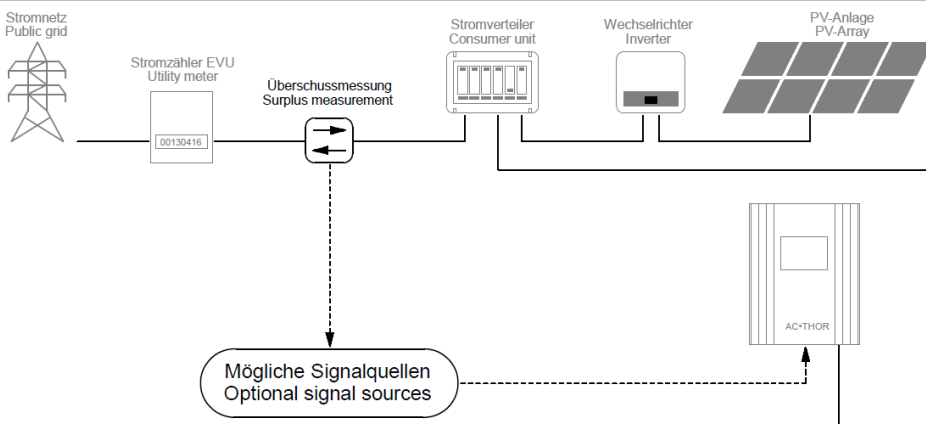 Stromnetz
Public grid
Stromzähler EVU
Utility meter
00130416
Überschussmessung
Surplus measurement
Stromverteiler
Consumer unit
Wechselrichter
Inverter
PV-Anlage
PV-Array
AC•THOR
Mögliche Signalquellen
Optional signal sources